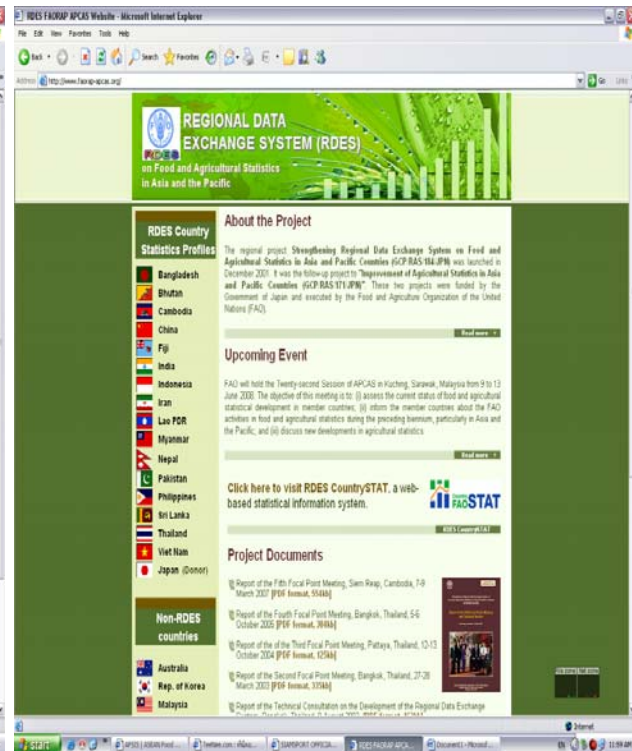 RDES FAORAP APCAS Website - Microsoft Internet Explorer
File Edit View Favorites Tools Help
Back
Search
Favorites
Address
http://www.faorap-apcas.org/
Go
Links
REGIONAL DATA
EXCHANGE SYSTEM (RDES)
on Food and Agricultural Statistics
in Asia and the Pacific
RDES
RDES Country
Statistics Profiles
Bangladesh
Bhutan
Cambodia
China
Fiji
India
Indonesia
Iran
Lao PDR
Myanmar
Nepal
Pakistan
Philippines
Sri Lanka
Thailand
Viet Nam
Japan (Donor)
Non-RDES
countries
Australia
Rep. of Korea
Malaysia
About the Project
The regional project Strengthening Regional Data Exchange System on Food and
Agricultural Statistics in Asia and Pacific Countries (GCP/RAS/184/JPN) was launched in
December 2001. It was the follow-up project to "Improvement of Agricultural Statistics in Asia
and Pacific Countries (GCP/RAS/171/JPN)". These two projects were funded by the
Government of Japan and executed by the Food and Agriculture Organization of the United
Nations (FAO).
Read more
Upcoming Event
FAO will hold the Twenty-second Session of APCAS in Kuching, Sarawak, Malaysia from 9 to 13
June 2008. The objective of this meeting is to: (i) assess the current status of food and agricultural
statistical development in member countries; (ii) inform the member countries about the FAO
activities in food and agricultural statistics during the preceding biennium, particularly in Asia and
the Pacific; and (iii) discuss new developments in agricultural statistics.
Read more
Click here to visit RDES CountrySTAT, a web-
based statistical information system.
FAOSTAT
RDES CountrySTAT
Project Documents
Report of the Fifth Focal Point Meeting, Siem Reap, Cambodia, 7-9
March 2007 [PDF format, 554kb]
Report of the Fourth Focal Point Meeting, Bangkok, Thailand, 5-6
October 2005 [PDF format, 300kb]
Report of the of the Third Focal Point Meeting, Pattaya, Thailand, 12-13
October 2004 [PDF format, 125kb]
Report of the Second Focal Point Meeting, Bangkok, Thailand, 27-28
March 2003 [PDF format, 335kb]
Report of the Technical Consultation on the Development of the Regional Data Exchange
Internet
start
RDES FAORAP APCA...
Document1 - Microsof...
EN
11:59 AM